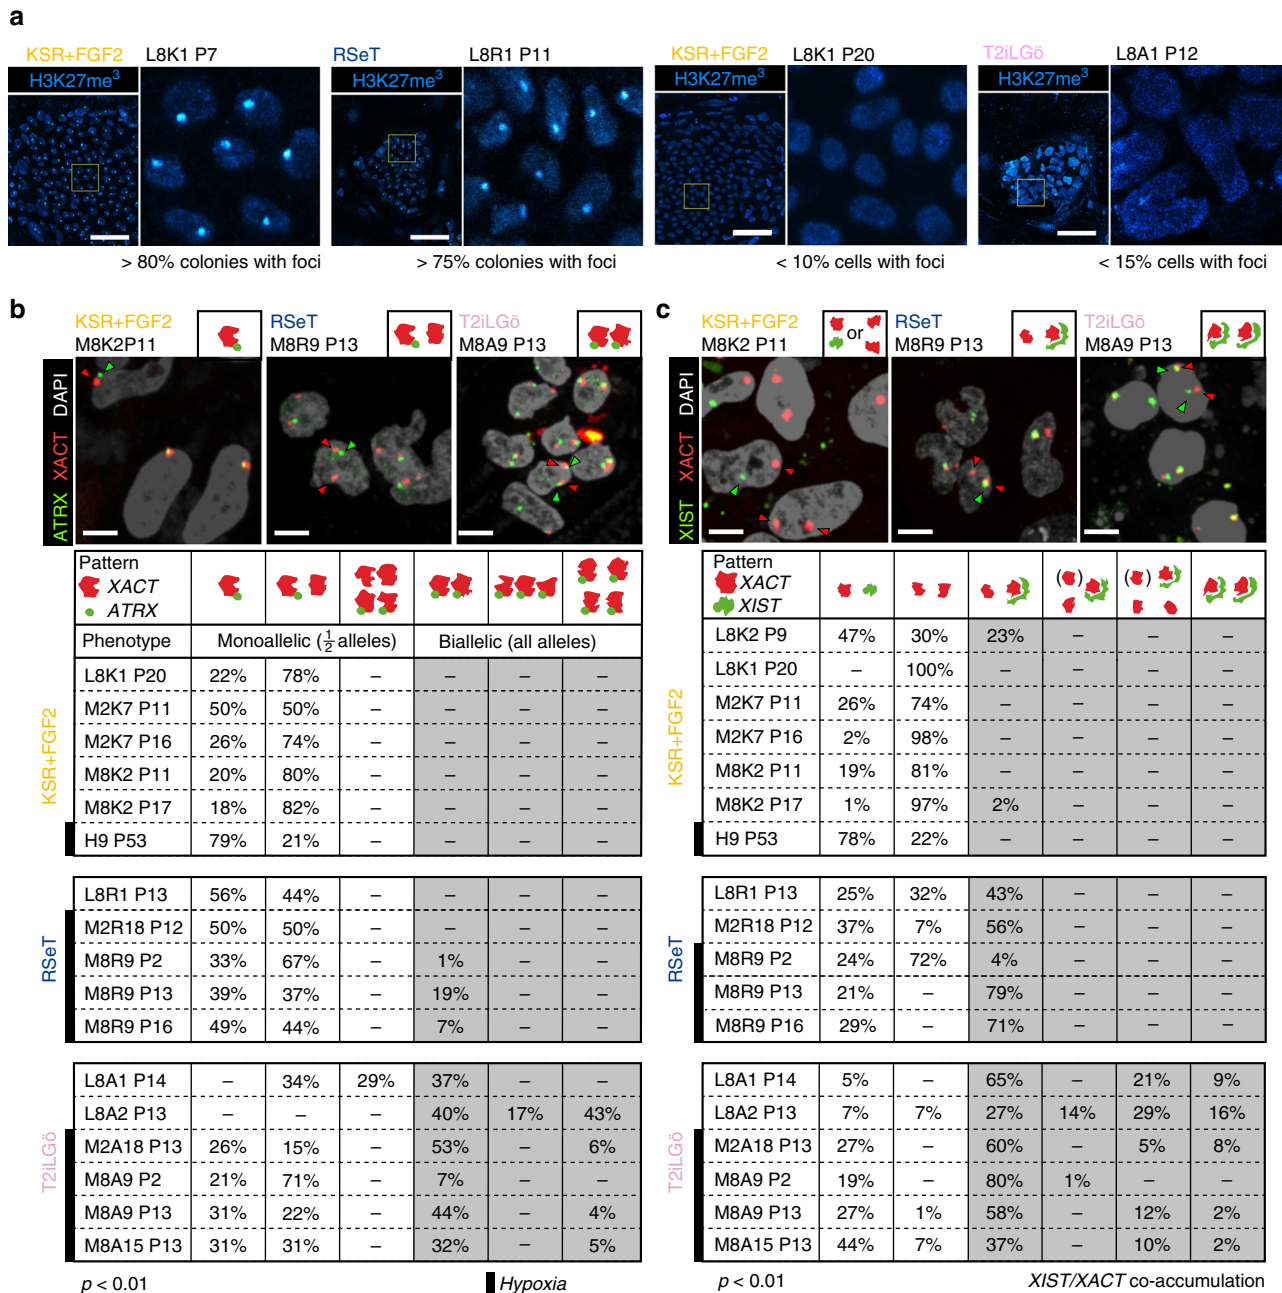 a
KSR+FGF2 L8K1 P7 RSeT L8R1 P11 KSR+FGF2 L8K1 P20 T2iLGö L8A1 P12
H3K27me3 H3K27me3 H3K27me3 H3K27me3
> 80% colonies with foci > 75% colonies with foci < 10% cells with foci < 15% cells with foci
b
KSR+FGF2 RSeT T2iLGö
M8K2P11 M8R9 P13 M8A9 P13
ATRX XACT DAPI
Pattern
XACT
ATRX
Phenotype Monoallelic (1/2 alleles) Biallelic (all alleles)
KSR+FGF2
L8K1 P20 22% 78% – – – –
M2K7 P11 50% 50% – – – –
M2K7 P16 26% 74% – – – –
M8K2 P11 20% 80% – – – –
M8K2 P17 18% 82% – – – –
H9 P53 79% 21% – – – –
RSeT
L8R1 P13 56% 44% – – – –
M2R18 P12 50% 50% – – – –
M8R9 P2 33% 67% – 1% – –
M8R9 P13 39% 37% – 19% – –
M8R9 P16 49% 44% – 7% – –
T2iLGö
L8A1 P14 – 34% 29% 37% – –
L8A2 P13 – – – 40% 17% 43%
M2A18 P13 26% 15% – 53% – 6%
M8A9 P2 21% 71% – 7% – –
M8A9 P13 31% 22% – 44% – 4%
M8A15 P13 31% 31% – 32% – 5%
p < 0.01 Hypoxia
c
KSR+FGF2 RSeT T2iLGö
M8K2 P11 or M8R9 P13 M8A9 P13
XIST XACT DAPI
Pattern
XACT
XIST
( ) ( )
KSR+FGF2
L8K2 P9 47% 30% 23% – – –
L8K1 P20 – 100% – – – –
M2K7 P11 26% 74% – – – –
M2K7 P16 2% 98% – – – –
M8K2 P11 19% 81% – – – –
M8K2 P17 1% 97% 2% – – –
H9 P53 78% 22% – – – –
RSeT
L8R1 P13 25% 32% 43% – – –
M2R18 P12 37% 7% 56% – – –
M8R9 P2 24% 72% 4% – – –
M8R9 P13 21% – 79% – – –
M8R9 P16 29% – 71% – – –
T2iLGö
L8A1 P14 5% – 65% – 21% 9%
L8A2 P13 7% 7% 27% 14% 29% 16%
M2A18 P13 27% – 60% – 5% 8%
M8A9 P2 19% – 80% 1% – –
M8A9 P13 27% 1% 58% – 12% 2%
M8A15 P13 44% 7% 37% – 10% 2%
p < 0.01 XIST/XACT co-accumulation